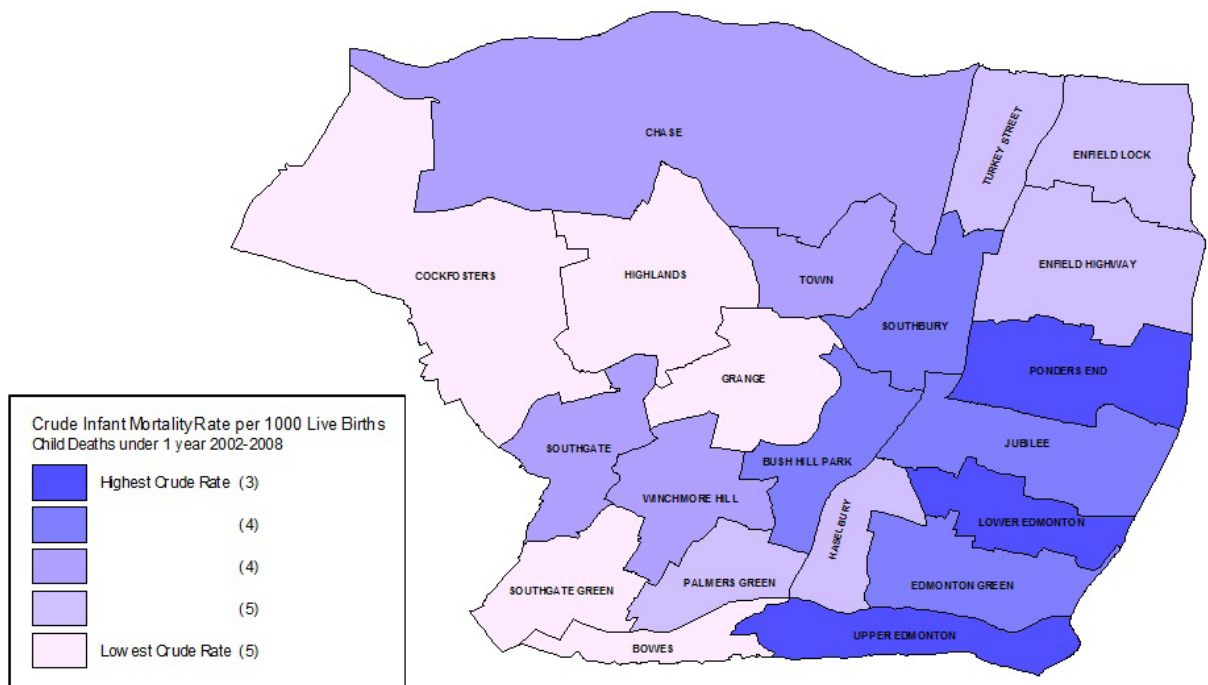 CHASE
TURKEY STREET
ENFIELD LOCK
COCKFOSTERS
HIGHLANDS
TOWN
ENFIELD HIGHWAY
SOUTHBURY
GRANGE
PONDERS END
SOUTHGATE
BUSH HILL PARK
JUBILEE
WINCHMORE HILL
HASELBURY
LOWER EDMONTON
SOUTHGATE GREEN
PALMERS GREEN
EDMONTON GREEN
BOWES
UPPER EDMONTON
Crude Infant Mortality Rate per 1000 Live Births
Child Deaths under 1 year 2002-2008
Highest Crude Rate (3)
(4)
(4)
(5)
Lowest Crude Rate (5)